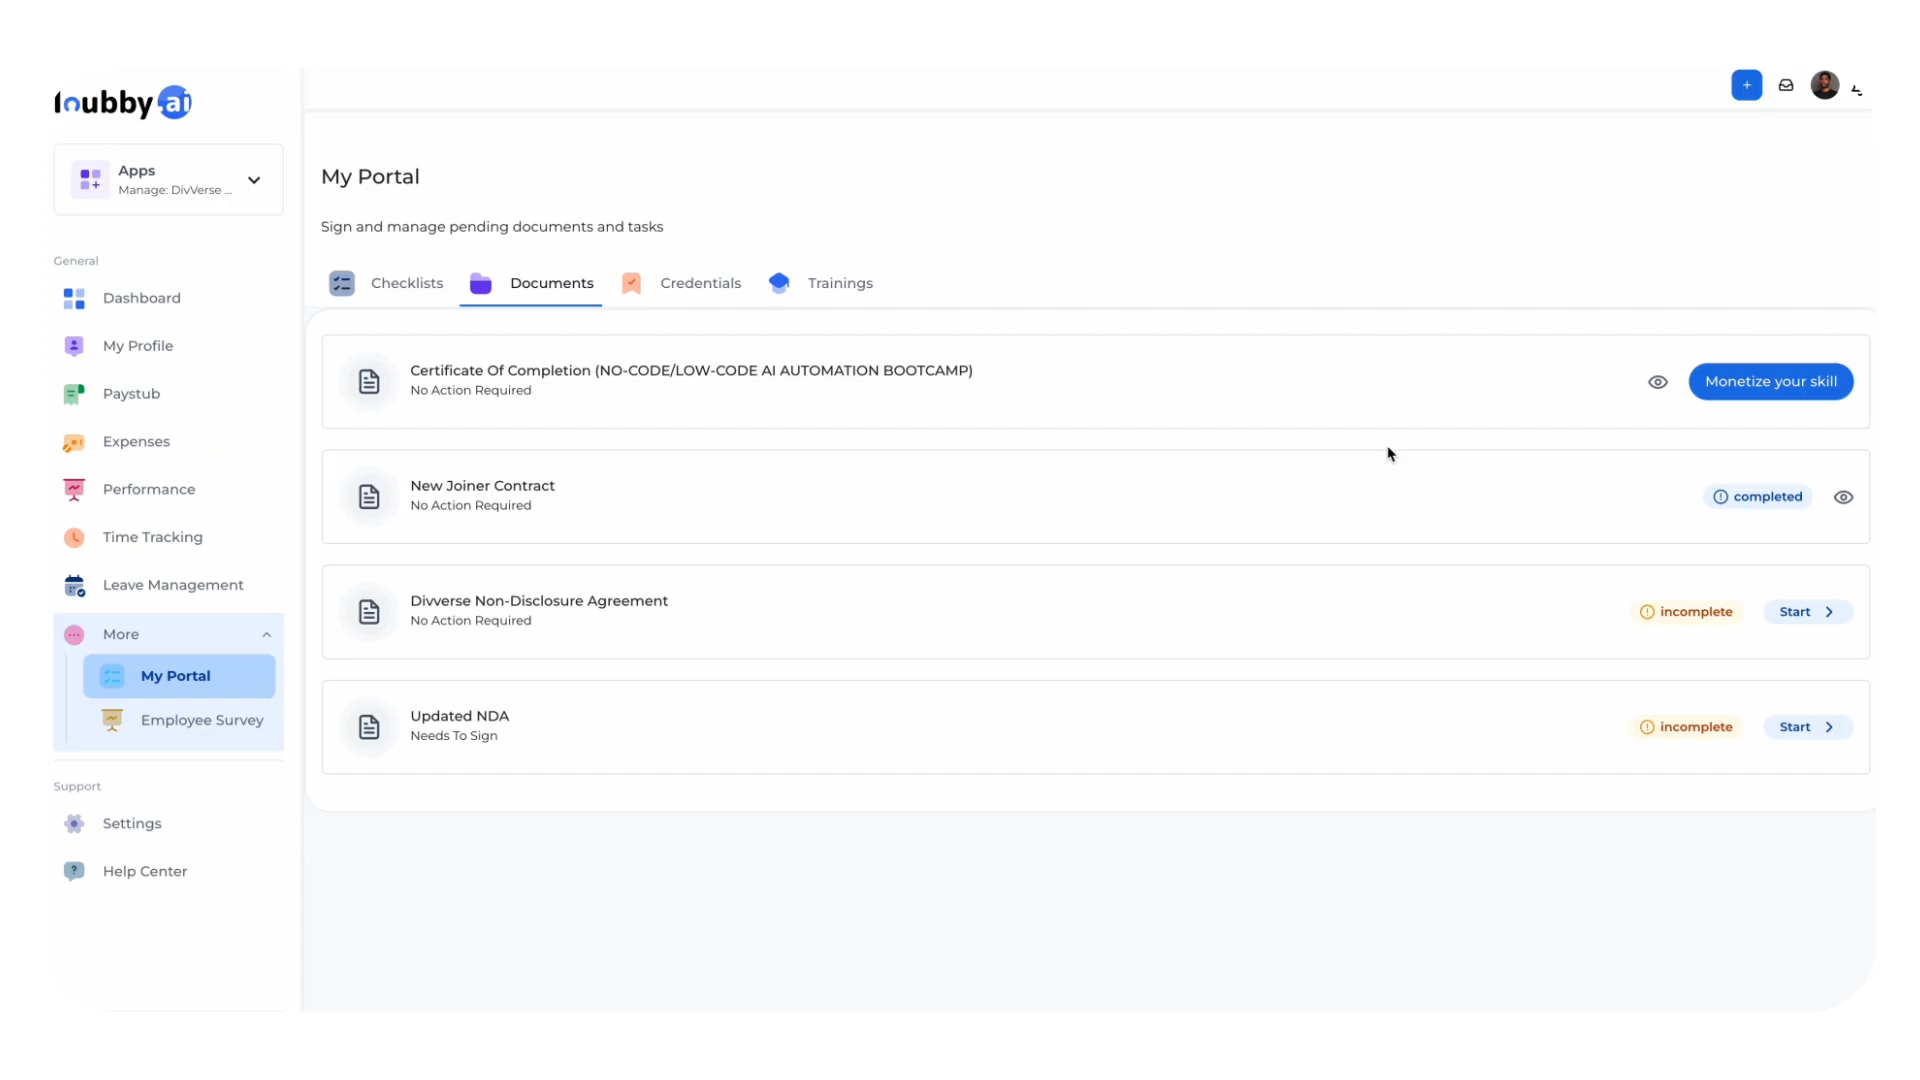 loubby.ai
Apps
Manage: DivVerse ...
General
Dashboard
My Profile
Paystub
Expenses
Performance
Time Tracking
Leave Management
More
My Portal
Employee Survey
Support
Settings
Help Center
My Portal
Sign and manage pending documents and tasks
Checklists
Documents
Credentials
Trainings
Certificate Of Completion (NO-CODE/LOW-CODE AI AUTOMATION BOOTCAMP)
No Action Required
Monetize your skill
New Joiner Contract
No Action Required
completed
Divverse Non-Disclosure Agreement
No Action Required
incomplete
Start
Updated NDA
Needs To Sign
incomplete
Start